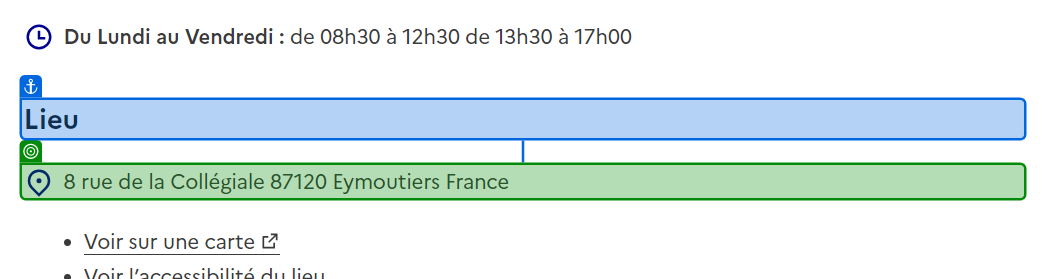 Du Lundi au Vendredi : de 08h30 à 12h30 de 13h30 à 17h00
Lieu
8 rue de la Collégiale 87120 Eymoutiers France
Voir sur une carte
Voir l'accessibilité du lieu